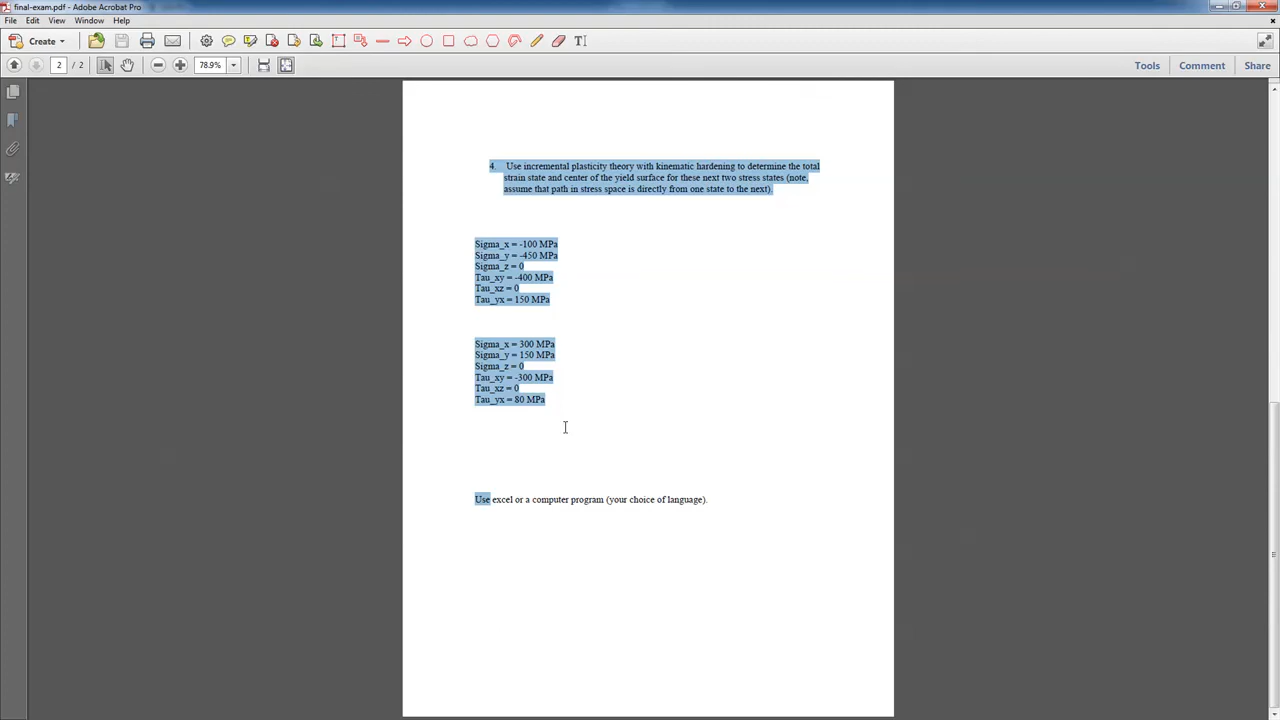 final-exam.pdf - Adobe Acrobat Pro
File Edit View Window Help
Create
2 / 2 78.9% Tools Comment Share
4. Use incremental plasticity theory with kinematic hardening to determine the total
strain state and center of the yield surface for these next two stress states (note,
assume that path in stress space is directly from one state to the next).
Sigma_x = -100 MPa
Sigma_y = -450 MPa
Sigma_z = 0
Tau_xy = -400 MPa
Tau_xz = 0
Tau_yx = 150 MPa
Sigma_x = 300 MPa
Sigma_y = 150 MPa
Sigma_z = 0
Tau_xy = -300 MPa
Tau_xz = 0
Tau_yx = 80 MPa
Use excel or a computer program (your choice of language).